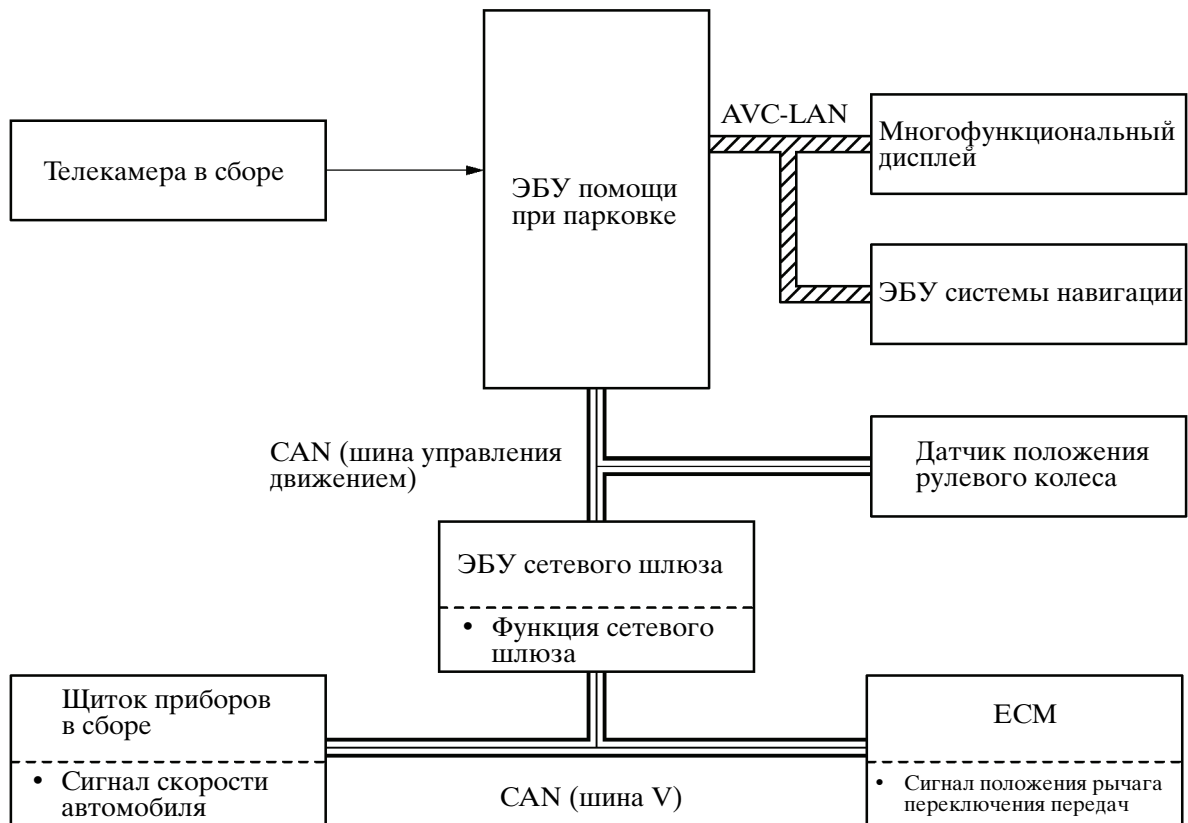 AVC-LAN
Многофункциональный
дисплей
Телекамера в сборе
ЭБУ помощи
при парковке
ЭБУ системы навигации
CAN (шина управления
движением)
Датчик положения
рулевого колеса
ЭБУ сетевого шлюза
• Функция сетевого
шлюза
Щиток приборов
в сборе
• Сигнал скорости
автомобиля
CAN (шина V)
ECM
• Сигнал положения рычага
переключения передач